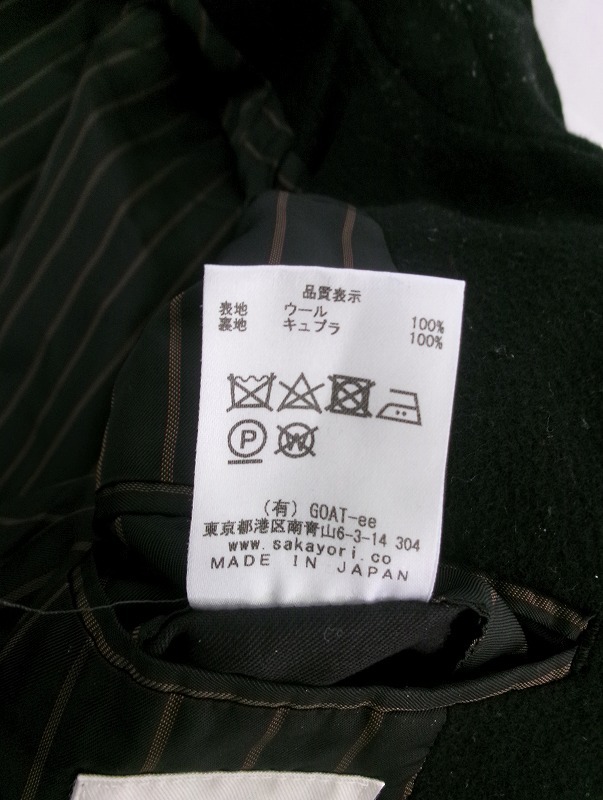 品質表示
表地 ウール 100%
裏地 キュプラ 100%
P W
(有) GOAT-ee
東京都港区南青山6-3-14 304
www.sakayori.co
MADE IN JAPAN